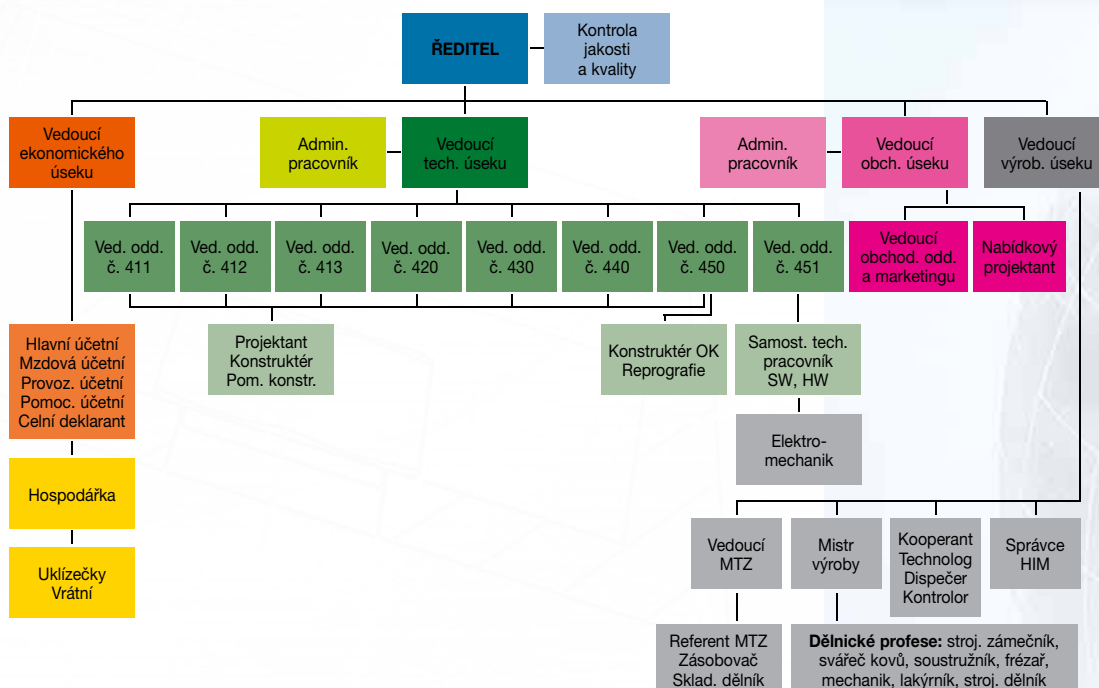 ŘEDITEL
Kontrola
jakosti
a kvality
Vedoucí
ekonomického
úseku
Admin.
pracovník
Vedoucí
tech. úseku
Admin.
pracovník
Vedoucí
obch. úseku
Vedoucí
výrob. úseku
Ved. odd.
č. 411
Ved. odd.
č. 412
Ved. odd.
č. 413
Ved. odd.
č. 420
Ved. odd.
č. 430
Ved. odd.
č. 440
Ved. odd.
č. 450
Ved. odd.
č. 451
Vedoucí
obchod. odd.
a marketingu
Nabídkový
projektant
Hlavní účetní
Mzdová účetní
Provoz. účetní
Pomoc. účetní
Celní deklarant
Projektant
Konstruktér
Pom. konstr.
Konstruktér OK
Reprografie
Samost. tech.
pracovník
SW, HW
Elektro-
mechanik
Hospodářka
Uklízečky
Vrátní
Vedoucí
MTZ
Mistr
výroby
Kooperant
Technolog
Dispečer
Kontrolor
Správce
HIM
Referent MTZ
Zásobovač
Sklad. dělník
Dělnické profese: stroj. zámečník,
svářeč kovů, soustružník, frézař,
mechanik, lakýrník, stroj. dělník